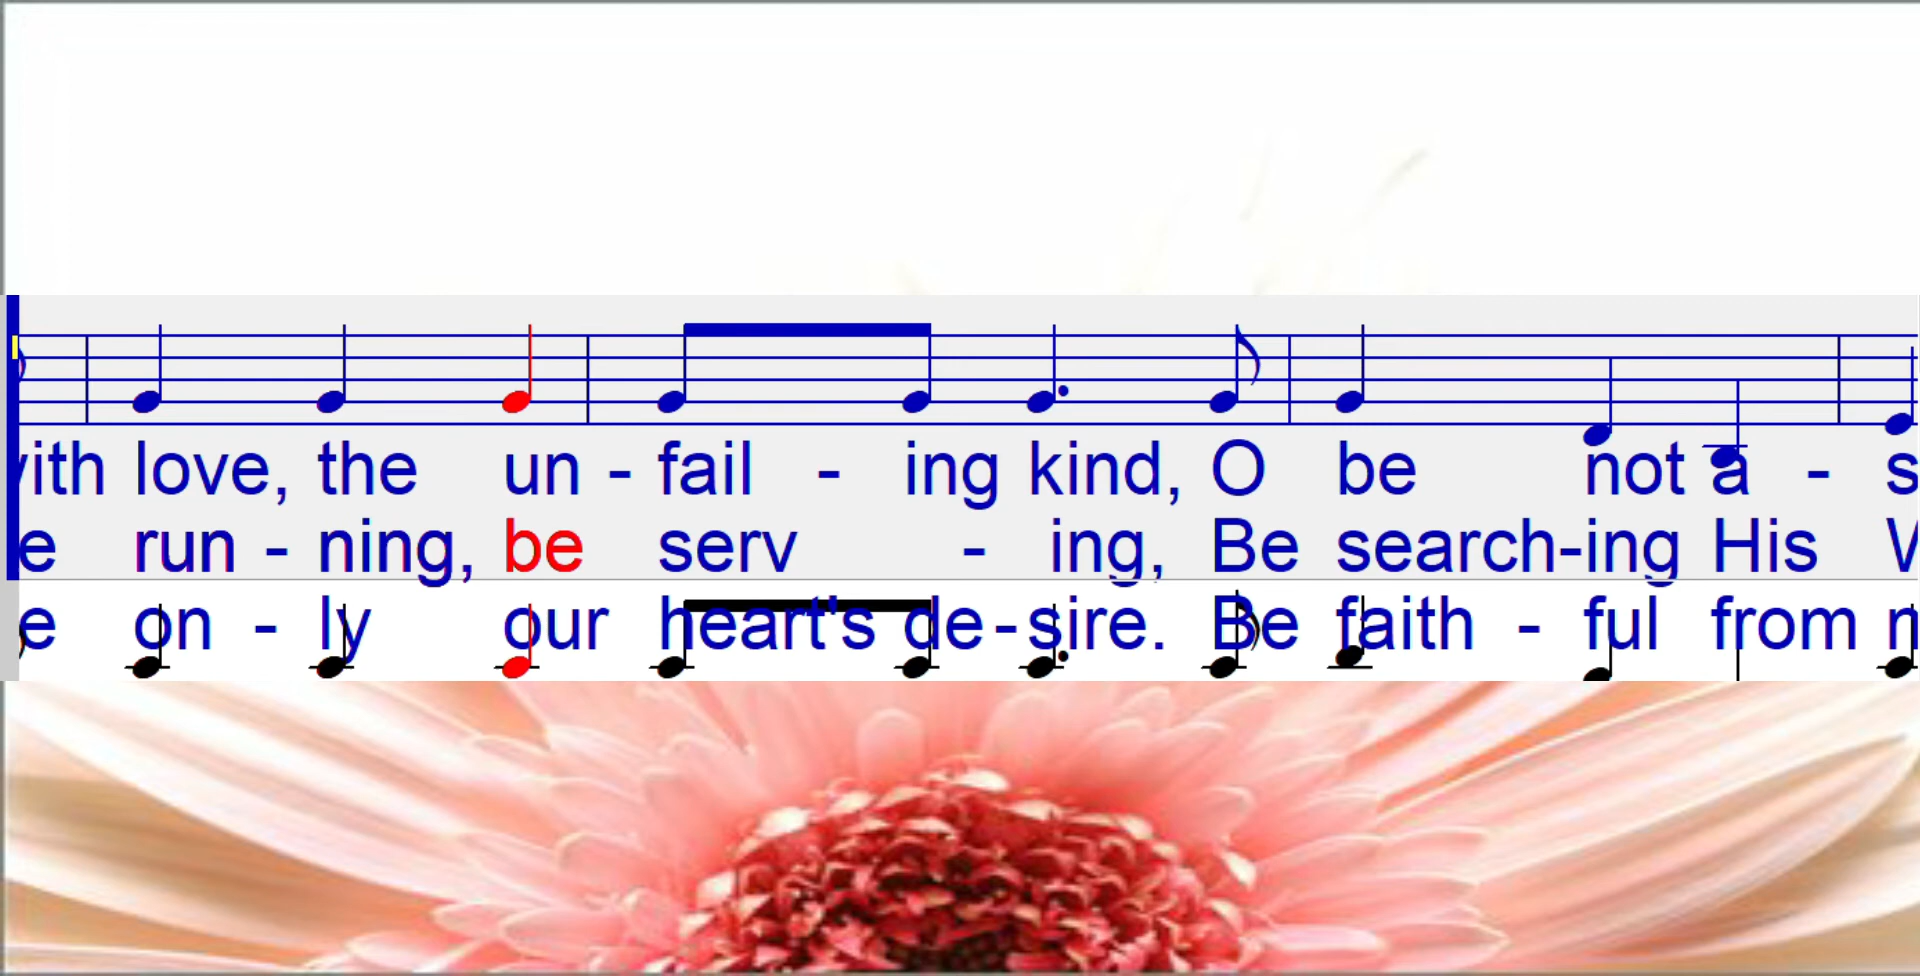 ith love, the un - fail - ing kind, O be not a - s
e run - ning, be serv - ing, Be search-ing His
e on - ly our heart's de-sire. Be faith - ful from